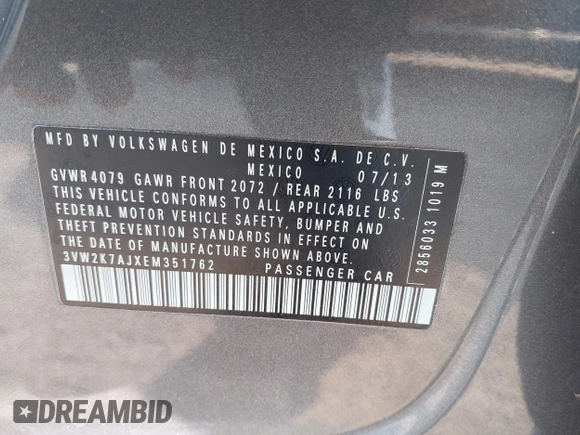 MFD BY VOLKSWAGEN DE MEXICO S.A. DE C.V.
MEXICO 07/13
GVWR 4079 GAWR FRONT 2072 / REAR 2116 LBS
THIS VEHICLE CONFORMS TO ALL APPLICABLE U.S.
FEDERAL MOTOR VEHICLE SAFETY, BUMPER AND
THEFT PREVENTION STANDARDS IN EFFECT ON
THE DATE OF MANUFACTURE SHOWN ABOVE.
3VW2K7AJXEM351762 PASSENGER CAR
2856033 1019 M
DREAMBID